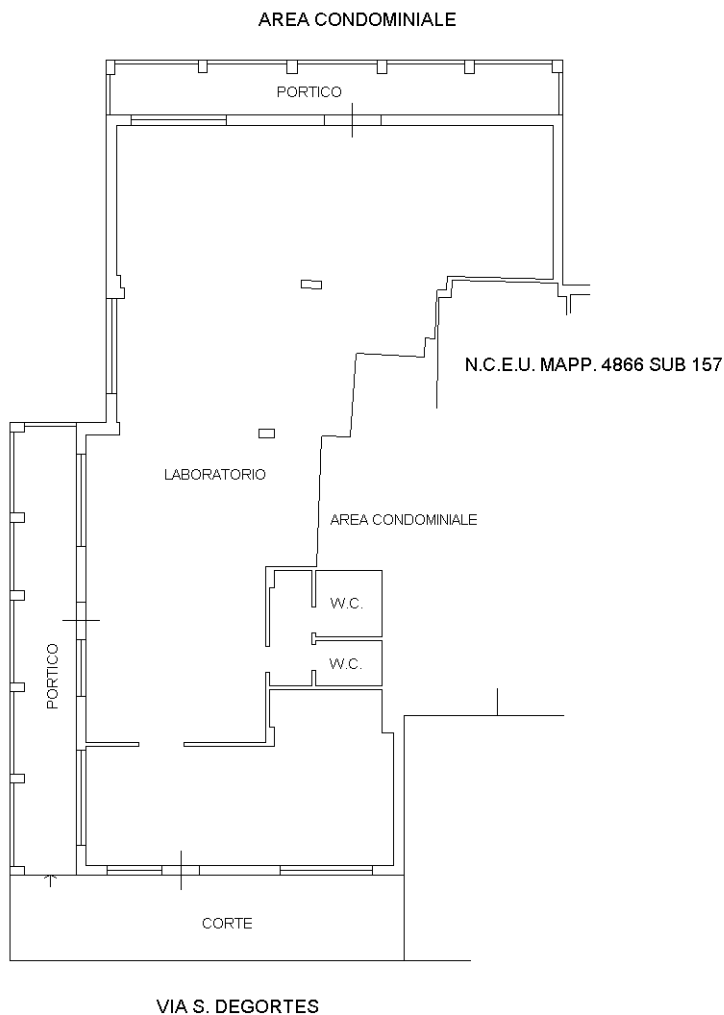 AREA CONDOMINIALE
PORTICO
N.C.E.U. MAPP. 4866 SUB 157
LABORATORIO
AREA CONDOMINIALE
W.C.
W.C.
PORTICO
CORTE
VIA S. DEGORTES